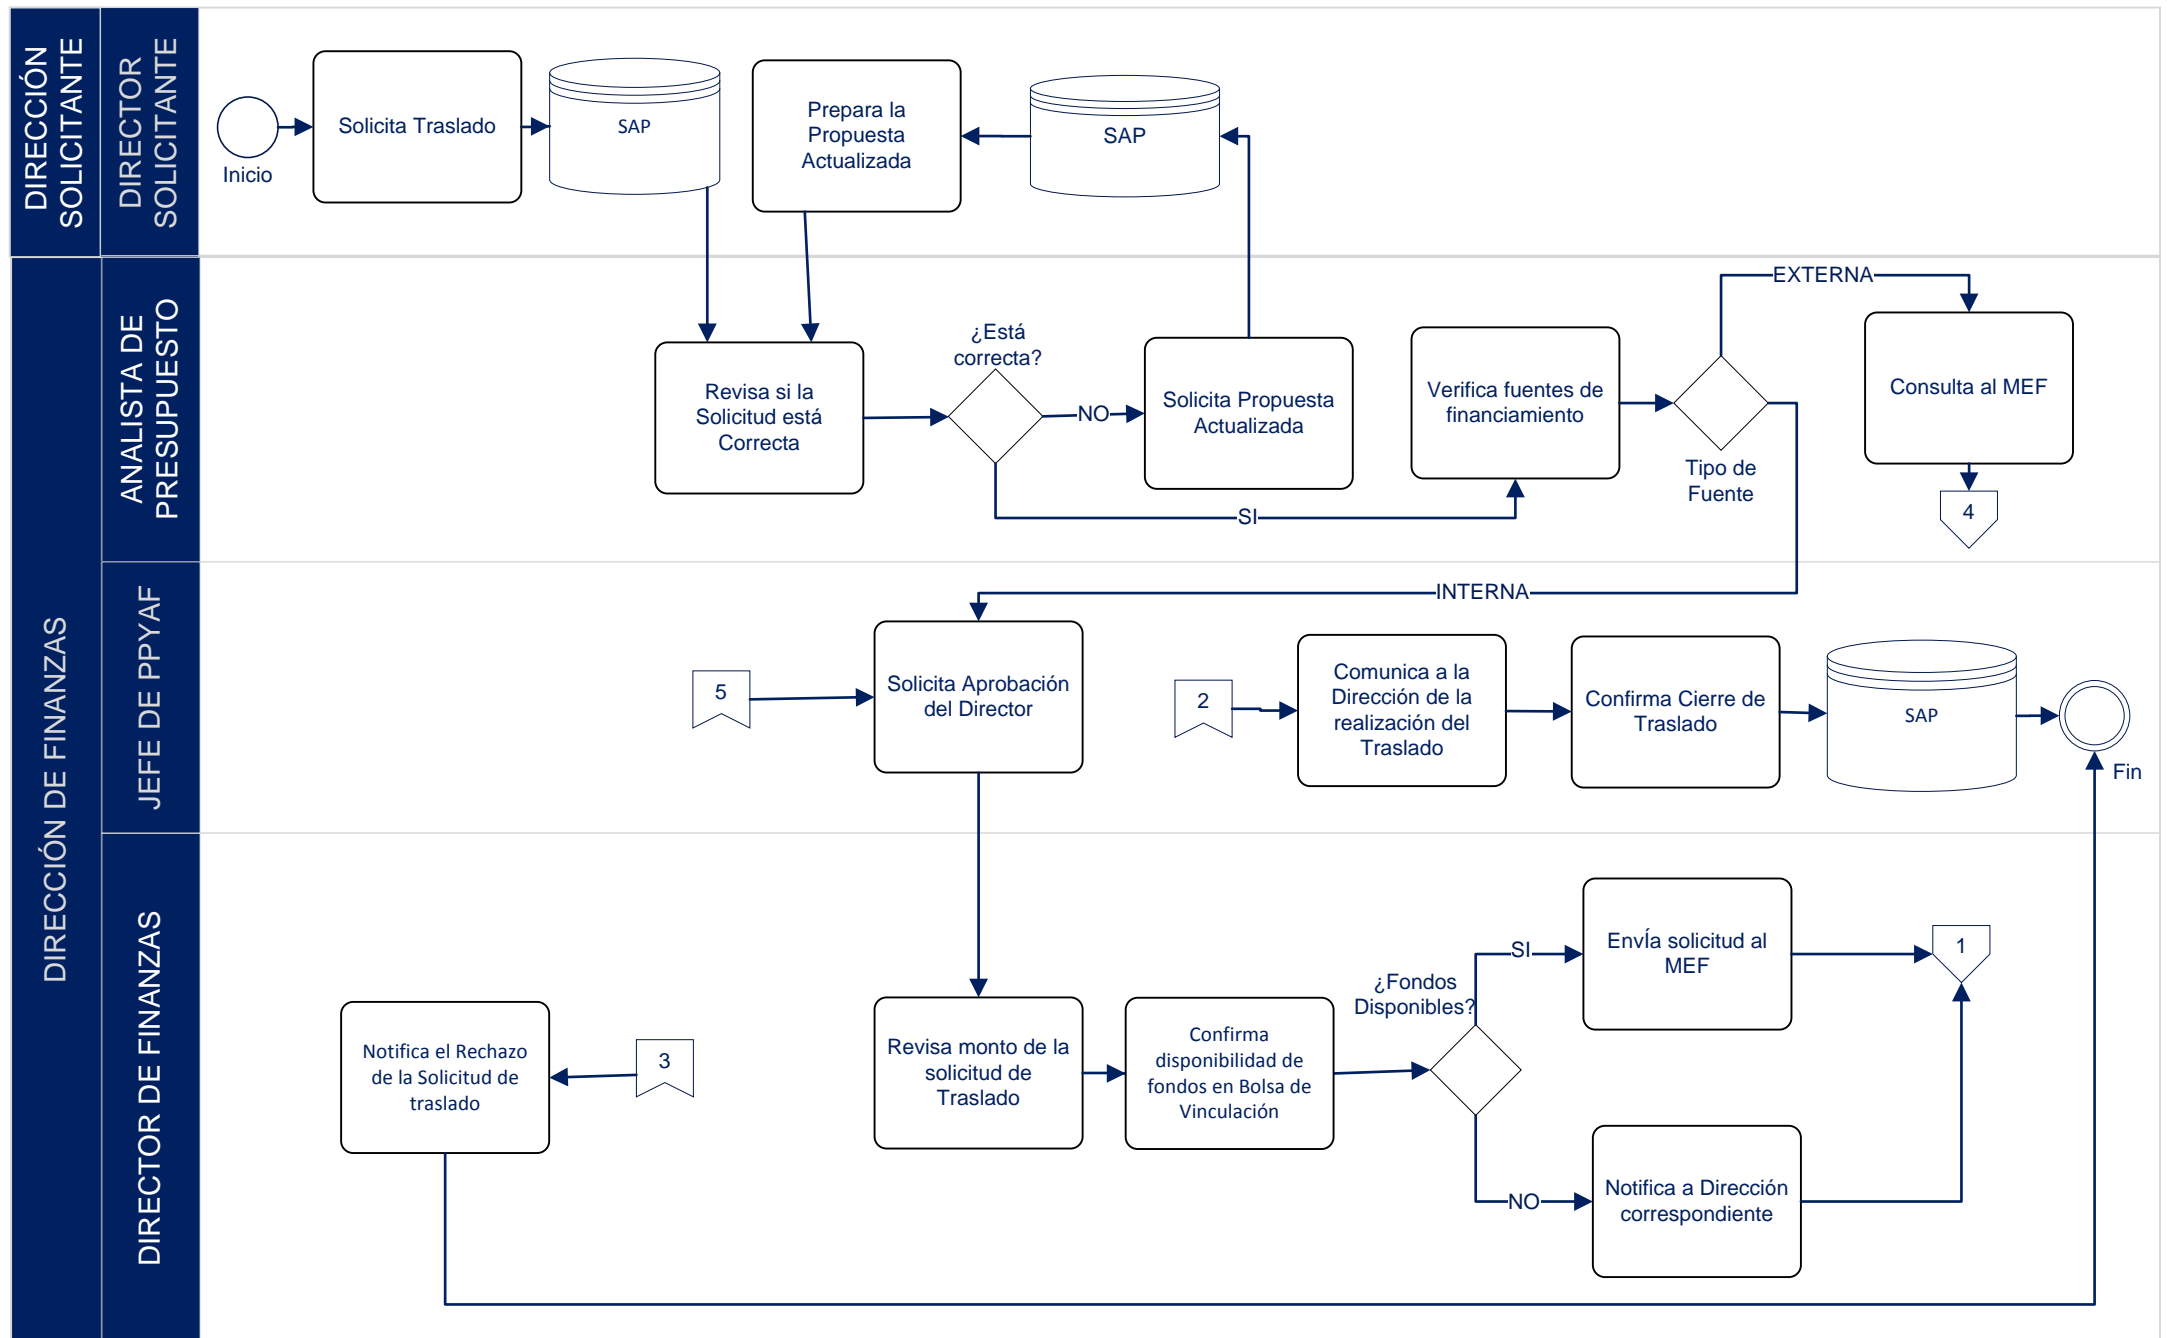 DIRECCIÓN
SOLICITANTE
DIRECTOR
SOLICITANTE
Inicio
Solicita Traslado
SAP
Prepara la
Propuesta
Actualizada
SAP
DIRECCIÓN DE FINANZAS
ANALISTA DE
PRESUPUESTO
Revisa si la
Solicitud está
Correcta
¿Está
correcta?
NO
SI
Solicita Propuesta
Actualizada
Verifica fuentes de
financiamiento
Tipo de
Fuente
EXTERNA
Consulta al MEF
4
INTERNA
JEFE DE PPYAF
5
Solicita Aprobación
del Director
2
Comunica a la
Dirección de la
realización del
Traslado
Confirma Cierre de
Traslado
SAP
Fin
DIRECTOR DE FINANZAS
Notifica el Rechazo
de la Solicitud de
traslado
3
Revisa monto de la
solicitud de
Traslado
Confirma
disponibilidad de
fondos en Bolsa de
Vinculación
¿Fondos
Disponibles?
SI
EnvÍa solicitud al
MEF
1
NO
Notifica a Dirección
correspondiente